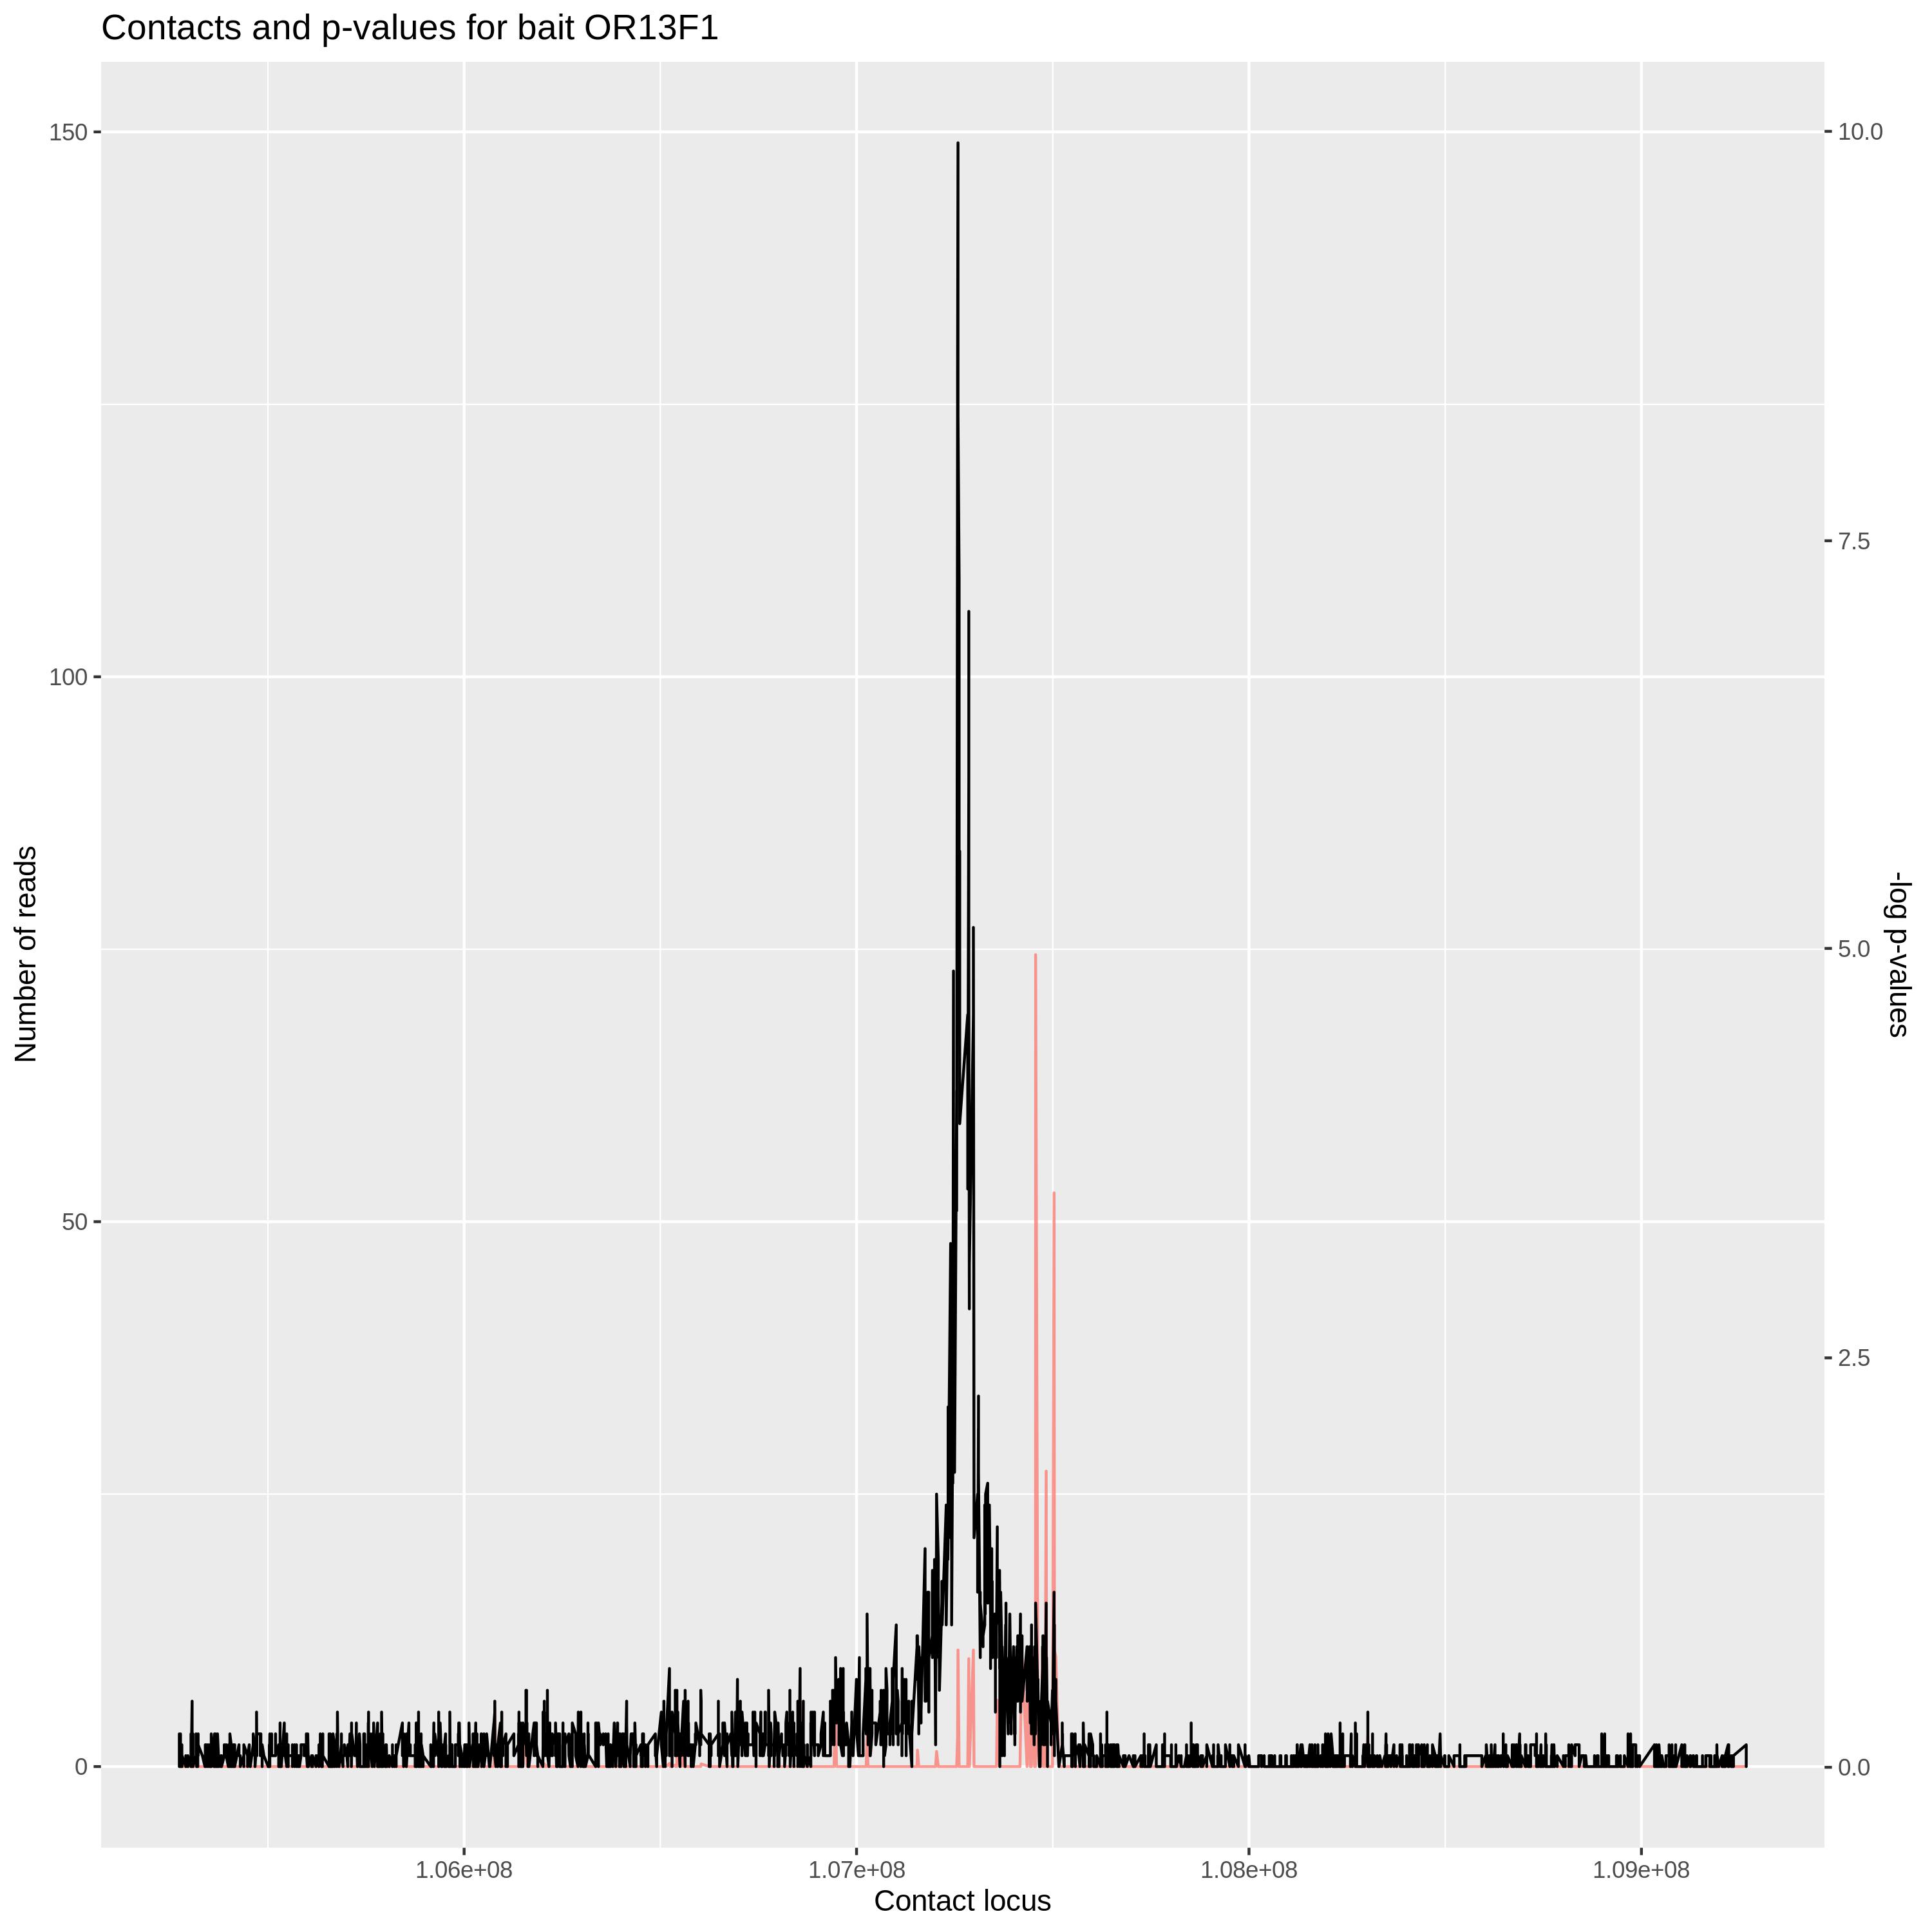 Contacts and p-values for bait OR13F1
150
100
50
0
Number of reads
10.0
7.5
5.0
2.5
0.0
-log p-values
1.06e+08
1.07e+08
1.08e+08
1.09e+08
Contact locus